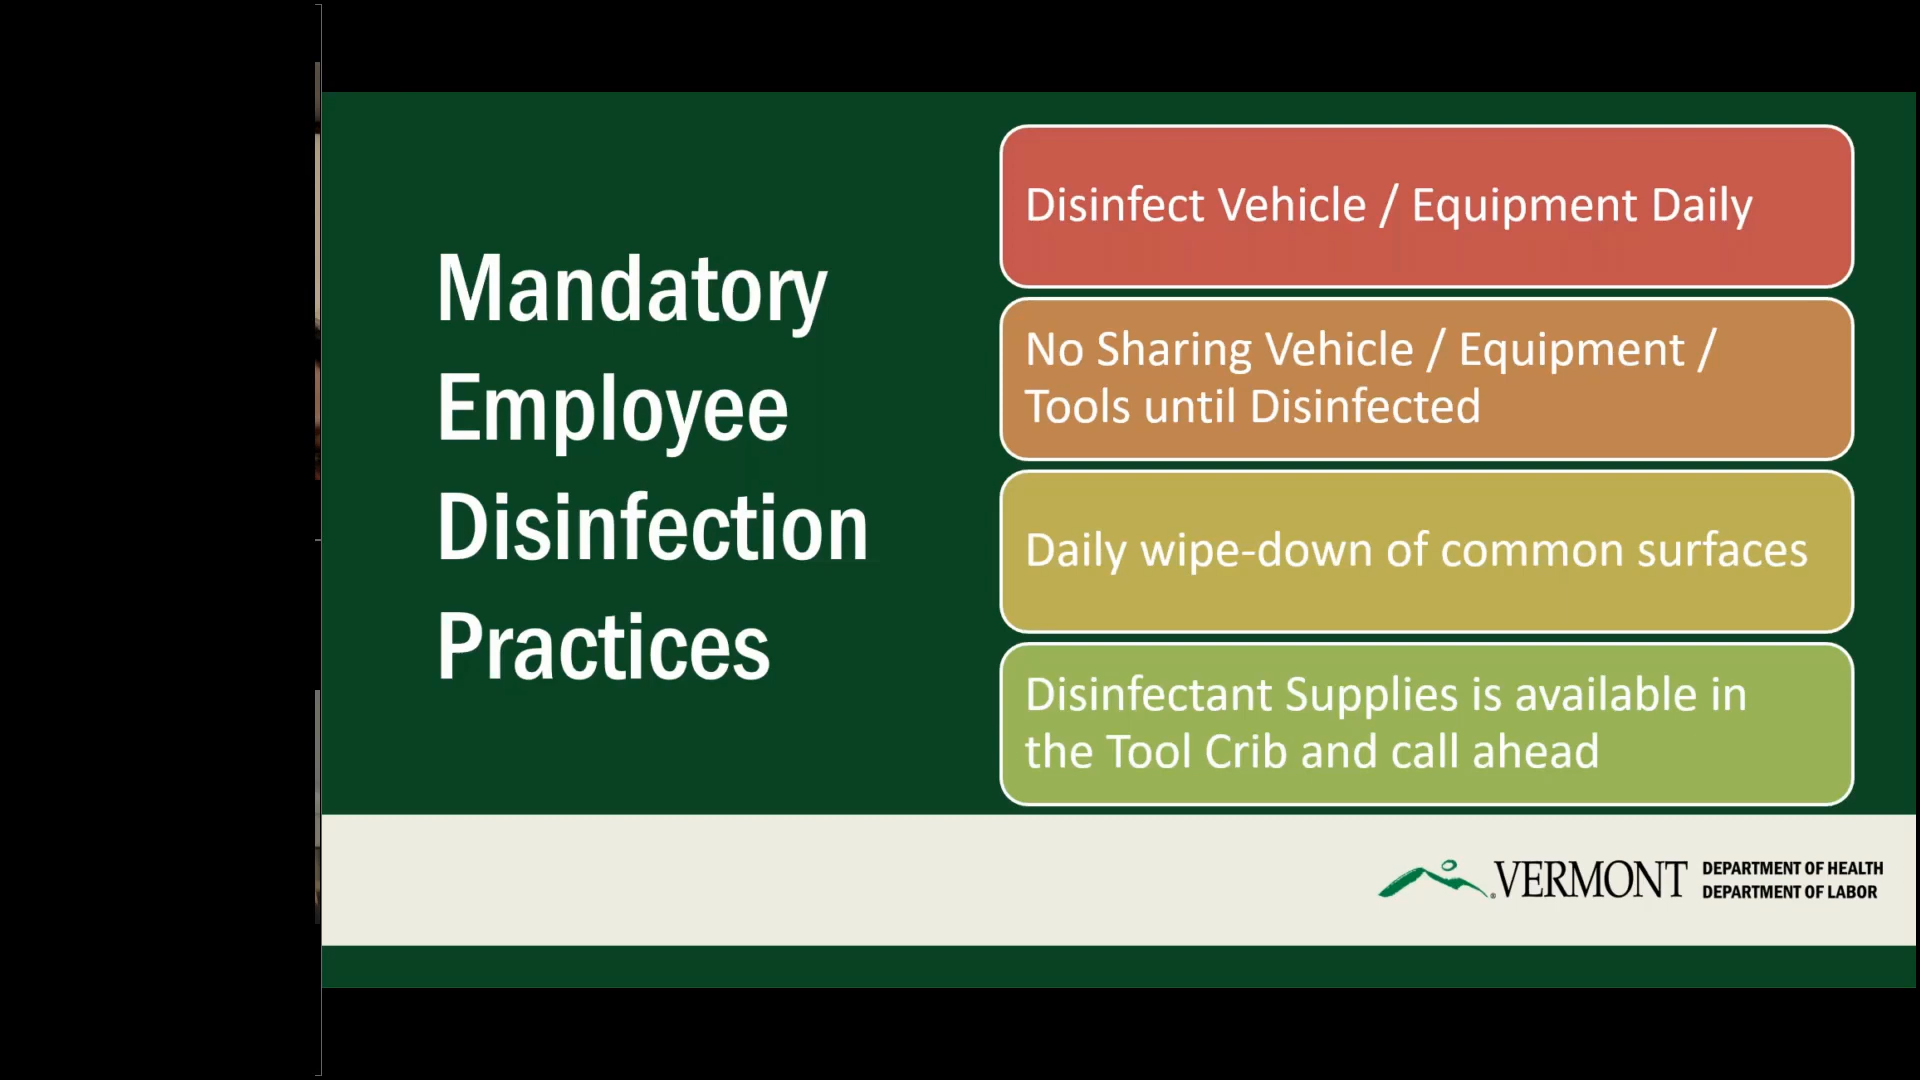 Mandatory
Employee
Disinfection
Practices
Disinfect Vehicle / Equipment Daily
No Sharing Vehicle / Equipment /
Tools until Disinfected
Daily wipe-down of common surfaces
Disinfectant Supplies is available in
the Tool Crib and call ahead
VERMONT
DEPARTMENT OF HEALTH
DEPARTMENT OF LABOR